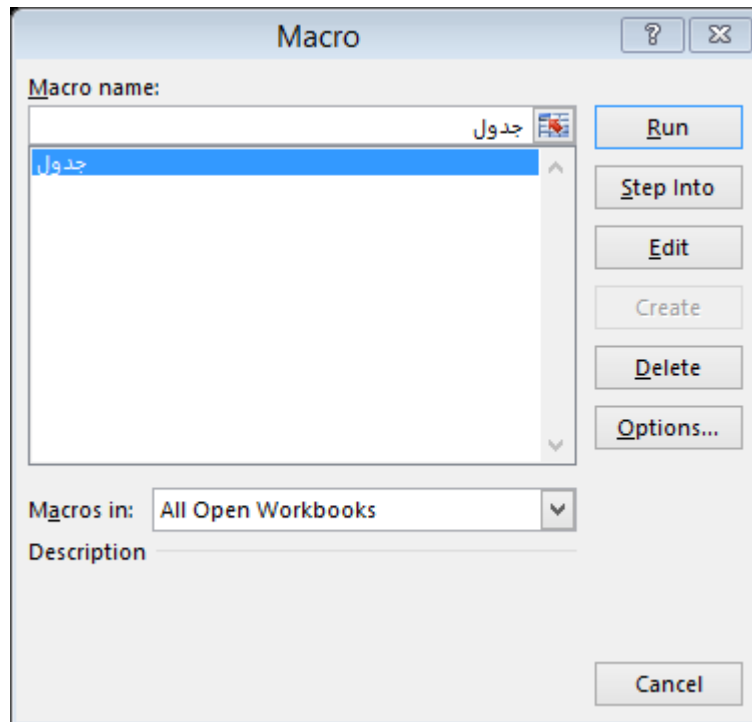 Macro
Macro name:
جدول
جدول
Run
Step Into
Edit
Create
Delete
Options...
Macros in: All Open Workbooks
Description
Cancel